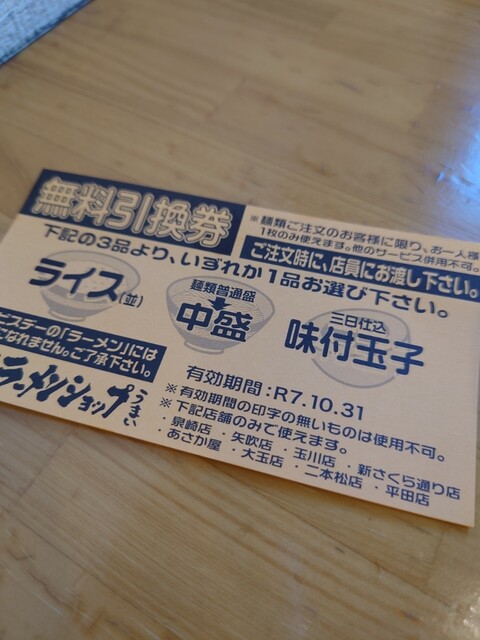 無料引換券
※麺類ご注文のお客様に限り、お一人様
1枚のみ使えます。他のサービス併用不可。
ご注文時に、店員にお渡し下さい。
下記の3品より、いずれか1品お選び下さい。
ライス(並)
麺類普通盛
中盛
三日仕込
味付玉子
ビスデーの「ラーメン」には
なれません。ご了承下さい。
ラーメンショップ
うまい
有効期間:R7.10.31
※有効期間の印字の無いものは使用不可。
※下記店舗のみで使えます。
・泉崎店 ・矢吹店 ・玉川店 ・新さくら通り店
・あさか屋 ・大玉店 ・二本松店 ・平田店